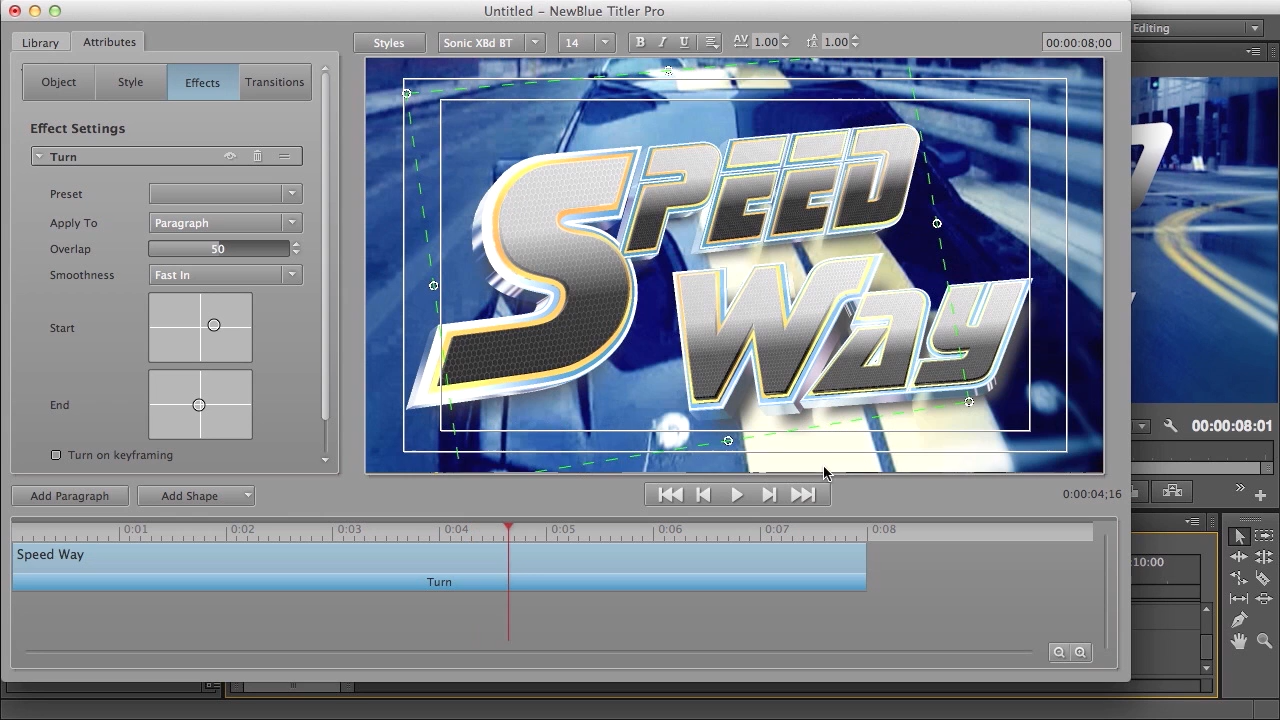 Untitled – NewBlue Titler Pro
Editing
Library Attributes
Styles Sonic XBd BT 14 B I U AV 1.00 A 1.00 00:00:08;00
Object Style Effects Transitions
Effect Settings
Turn
Preset
Apply To Paragraph
Overlap 50
Smoothness Fast In
Start
End
Turn on keyframing
SPEED
WAY
00:00:08:01
Add Paragraph Add Shape
0:00:04;16
0:01 0:02 0:03 0:04 0:05 0:06 0:07 0:08
Speed Way
Turn
10:00